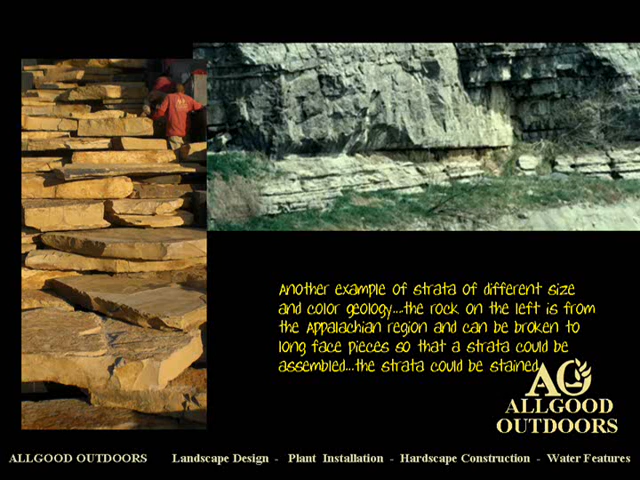 Another example of strata of different size
and color geology....the rock on the left is from
the Appalachian region and can be broken to
long face pieces so that a strata could be
assembled...the strata could be stained
AG
ALLGOOD
OUTDOORS
ALLGOOD OUTDOORS Landscape Design - Plant Installation - Hardscape Construction - Water Features